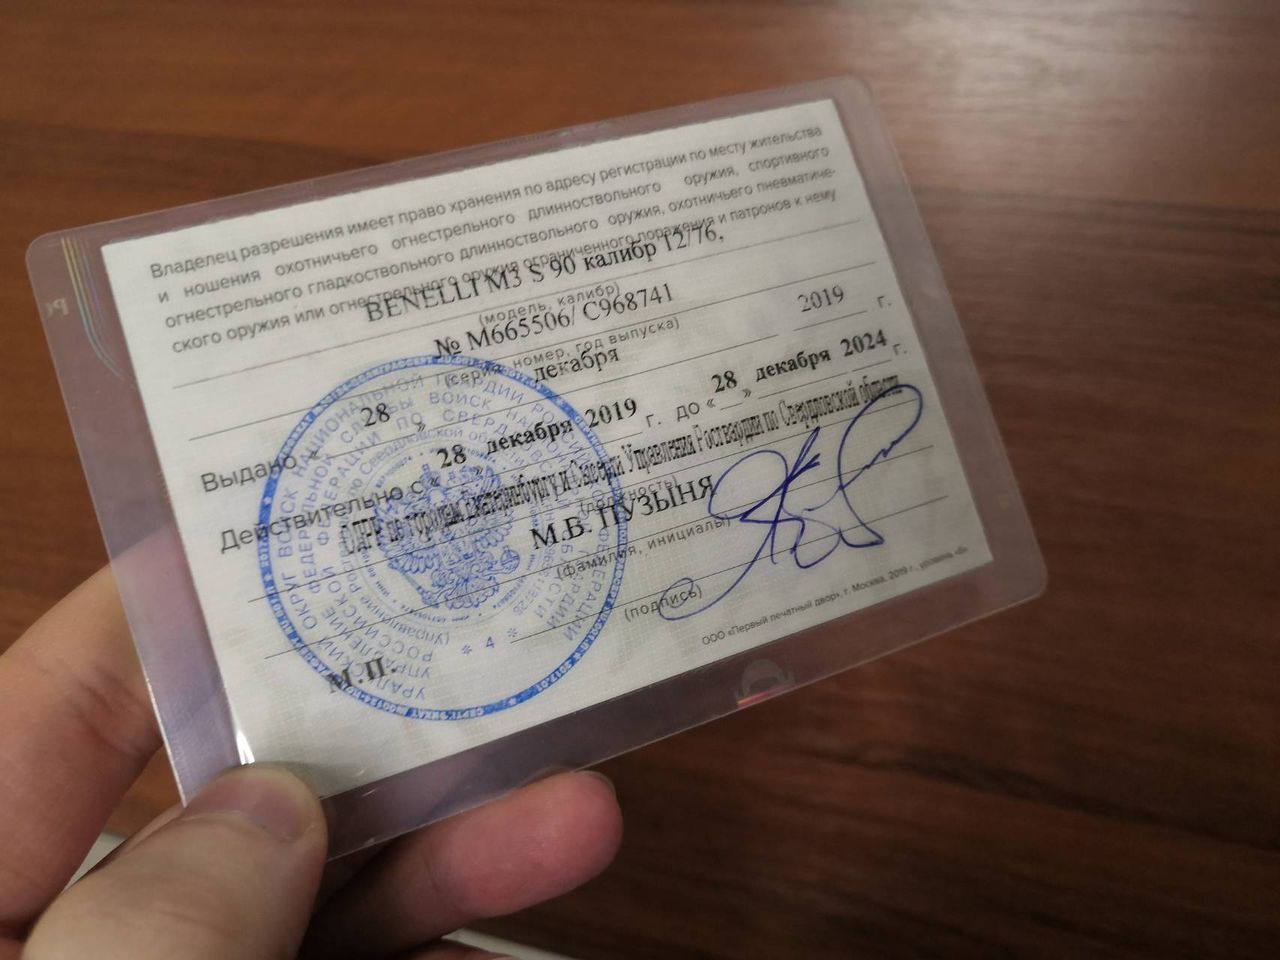 Владелец разрешения имеет право хранения по адресу регистрации по месту жительства
и ношения охотничьего огнестрельного длинноствольного оружия, спортивного
огнестрельного гладкоствольного длинноствольного оружия, охотничьего пневматиче-
ского оружия или огнестрельного оружия ограниченного поражения и патронов к нему
BENELLI M3 S 90 калибр 12/76,
(модель, калибр)
№ M665506/ C968741
(серия, номер, год выпуска)
Выдано « 28 » декабря 2019 г.
Действительно с « 28 » декабря 2019 г. до « 28 » декабря 2024 г.
ОЛРР по городам Екатеринбургу и Сысерти Управления Росгвардии по Свердловской области
(должность)
М.В. ПУЗЫНЯ
(фамилия, инициалы)
(подпись)
М.П.
* 4 *
ООО «Первый печатный двор», г. Москва, 2019 г., уровень «В»